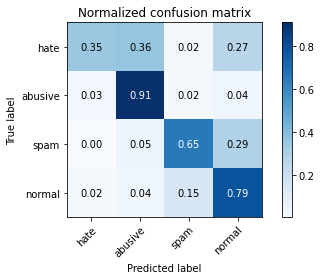 Normalized confusion matrix
True label
hate 0.35 0.36 0.02 0.27
abusive 0.03 0.91 0.02 0.04
spam 0.00 0.05 0.65 0.29
normal 0.02 0.04 0.15 0.79
hate abusive spam normal
Predicted label
0.8
0.6
0.4
0.2